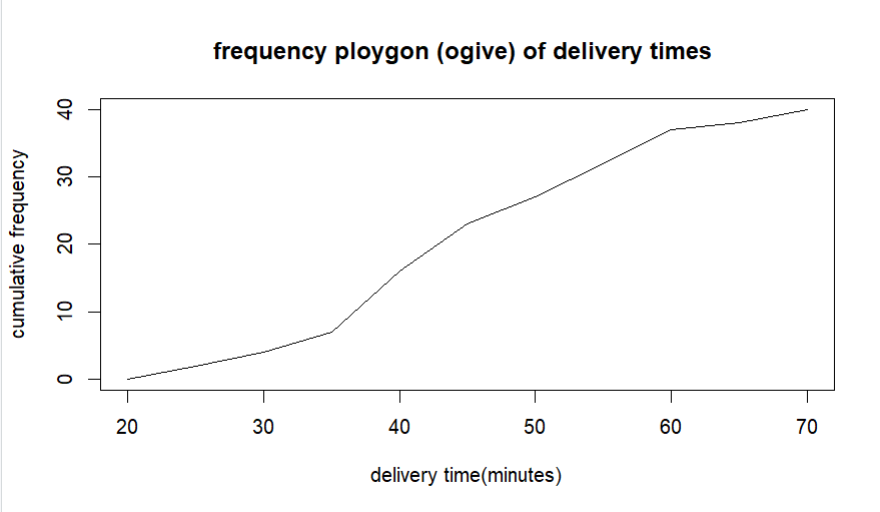 frequency ploygon (ogive) of delivery times
cumulative frequency
40
30
20
10
0
20 30 40 50 60 70
delivery time(minutes)